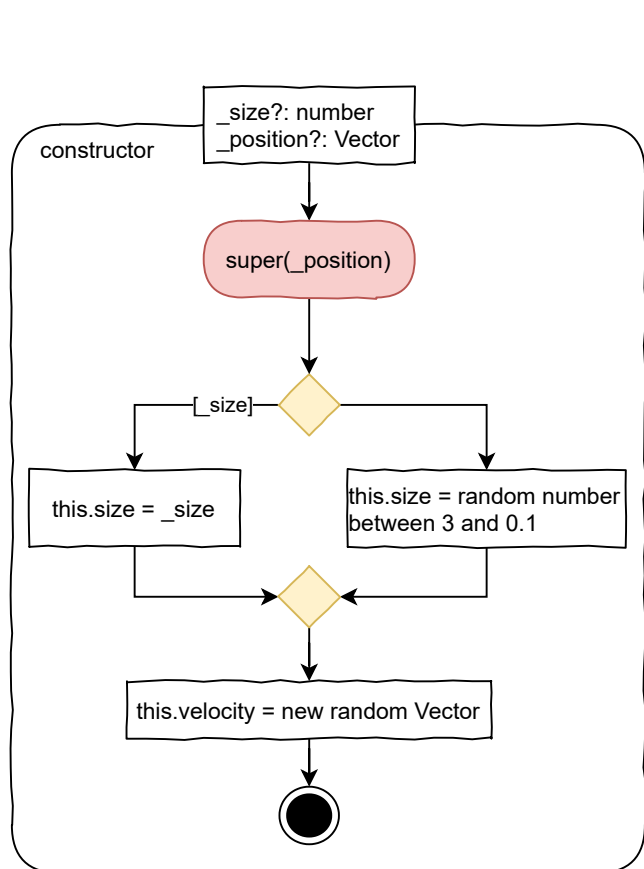 _size?: number
_position?: Vector
constructor
super(_position)
[_size]
this.size = _size
this.size = random number
between 3 and 0.1
this.velocity = new random Vector